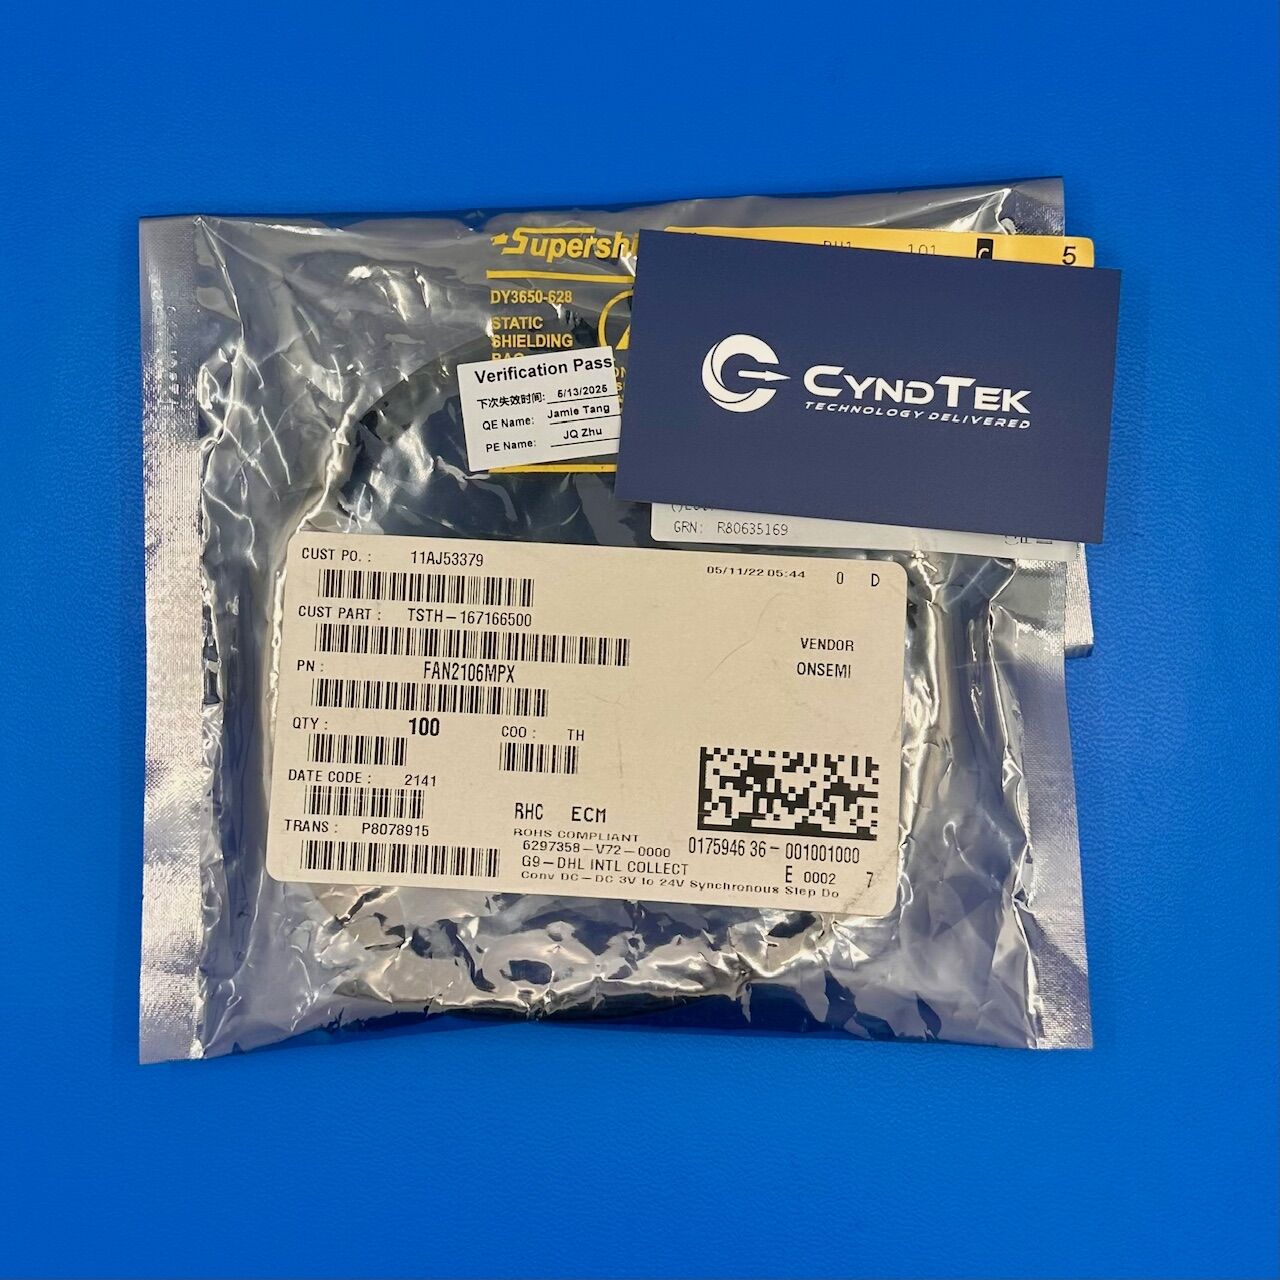 Supershi
DY3650-628
STATIC
SHIELDING
BAG
101
5
CYNDTEK
TECHNOLOGY DELIVERED
Verification Pass
下次失效时间: 5/13/2025
QE Name: Jamie Tang
PE Name: JQ Zhu
GRN: R80635169
CUST PO. : 11AJ53379
05/11/22 05:44 0 D
CUST PART : TSTH-167166500
VENDOR
ONSEMI
PN : FAN2106MPX
QTY : 100
COO : TH
DATE CODE : 2141
RHC ECM
TRANS : P8078915
ROHS COMPLIANT
6297358-V72-0000
G9-DHL INTL COLLECT
Conv DC-DC 3V to 24V Synchronous Step Do
01759436 36-001001000
E 0002 7